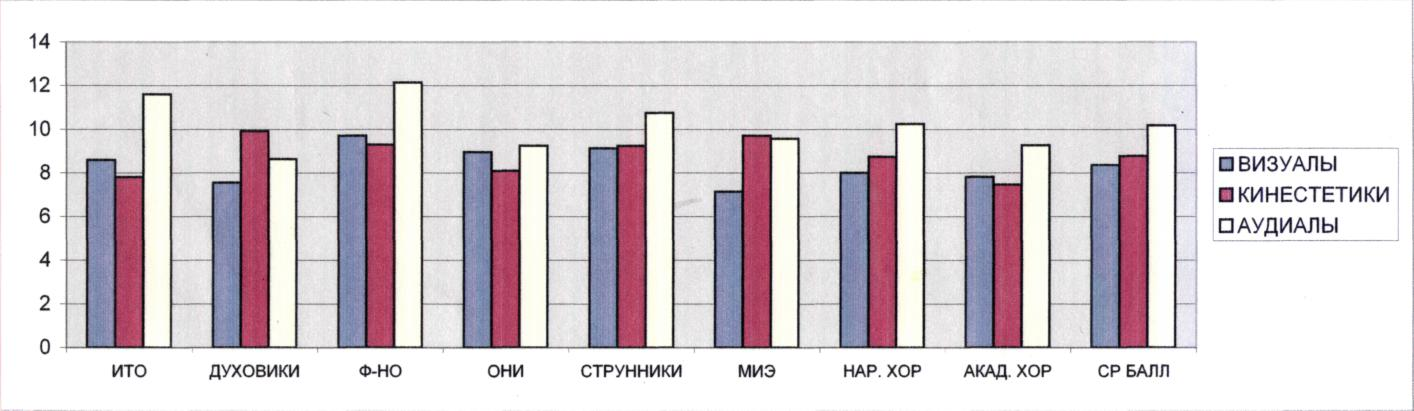 14
12
10
8
6
4
2
0
ИТО ДУХОВИКИ Ф-НО ОНИ СТРУННИКИ МИЭ НАР. ХОР АКАД. ХОР СР БАЛЛ
ВИЗУАЛЫ
КИНЕСТЕТИКИ
АУДИАЛЫ